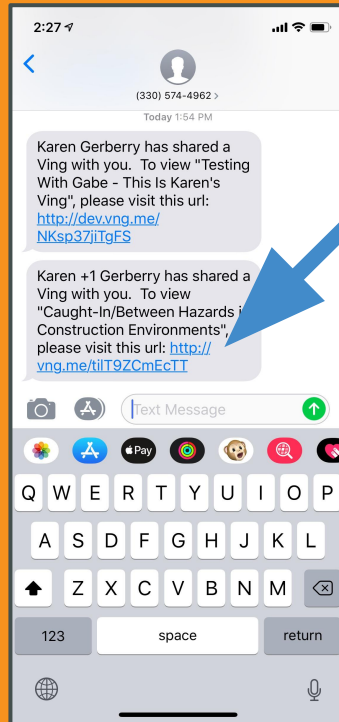 2:27
(330) 574-4962 >
Today 1:54 PM
Karen Gerberry has shared a
Ving with you.  To view "Testing
With Gabe - This Is Karen's
Ving", please visit this url:
http://dev.vng.me/
NKsp37jiTgFS
Karen +1 Gerberry has shared a
Ving with you.  To view
"Caught-In/Between Hazards
Construction Environments",
please visit this url: http://
vng.me/tilT9ZCmEcTT
Text Message
Pay
Q W E R T Y U I O P
A S D F G H J K L
Z X C V B N M
123 space return